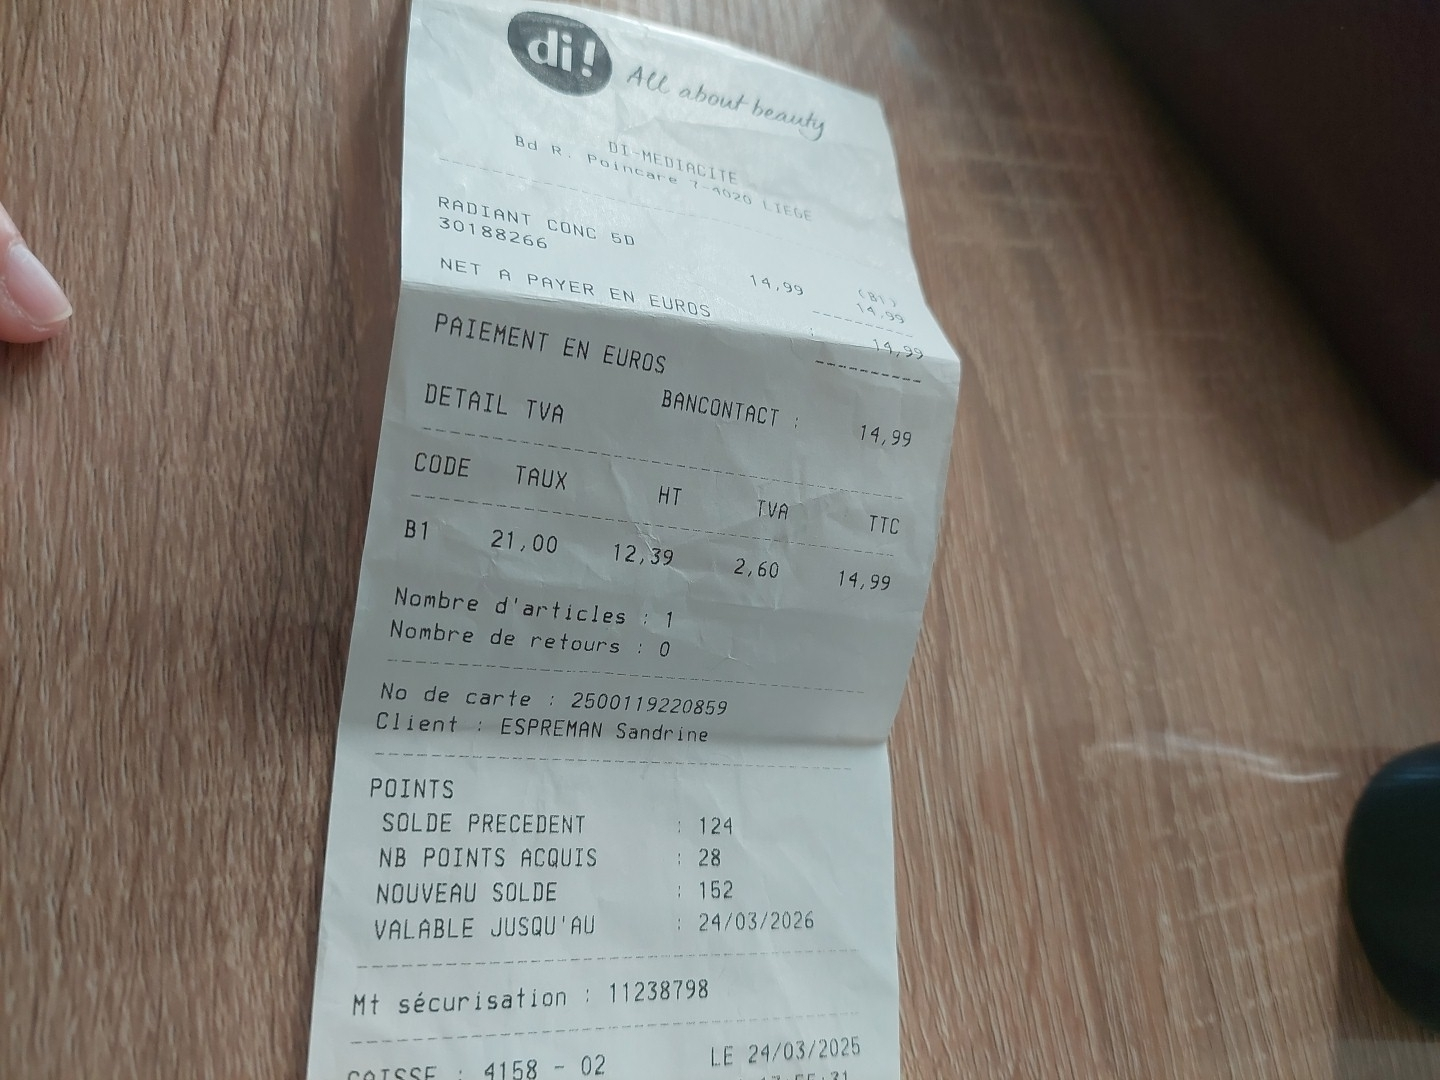 di!
All about beauty
DI-MEDIACITE
Bd R. Poincare 7-4020 LIEGE
RADIANT CONC 5D
30188266
14,99 (B1)
14,99
NET A PAYER EN EUROS : 14,99
PAIEMENT EN EUROS
BANCONTACT : 14,99
DETAIL TVA
CODE TAUX HT TVA TTC
B1 21,00 12,39 2,60 14,99
Nombre d'articles : 1
Nombre de retours : 0
No de carte : 2500119220859
Client : ESPREMAN Sandrine
POINTS
SOLDE PRECEDENT : 124
NB POINTS ACQUIS : 28
NOUVEAU SOLDE : 152
VALABLE JUSQU'AU : 24/03/2026
Mt sécurisation : 11238798
CAISSE : 4158 - 02 LE 24/03/2025